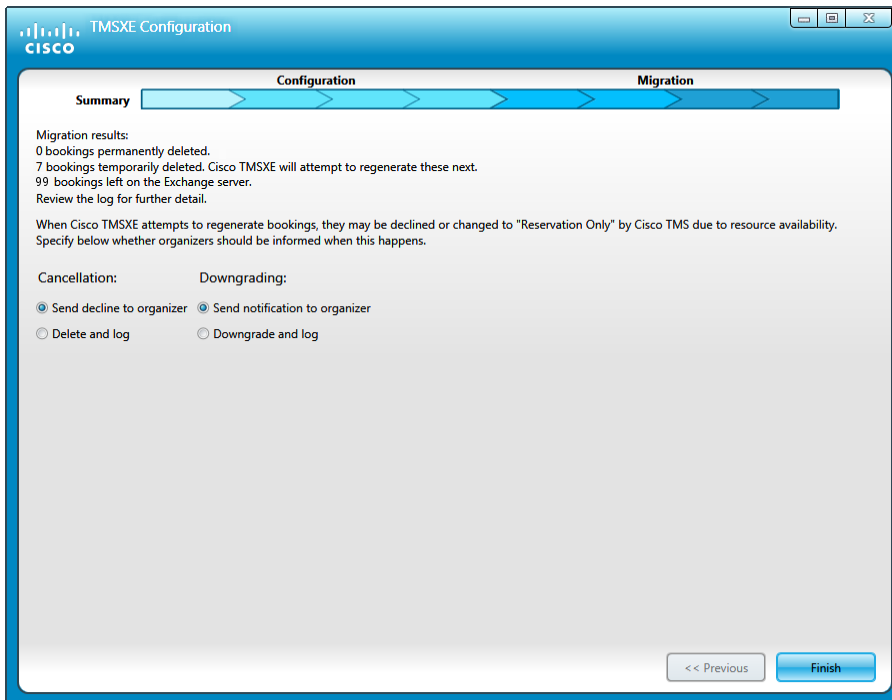 TMSXE Configuration
CISCO
Configuration
Migration
Summary
Migration results:
0 bookings permanently deleted.
7 bookings temporarily deleted. Cisco TMSXE will attempt to regenerate these next.
99 bookings left on the Exchange server.
Review the log for further detail.
When Cisco TMSXE attempts to regenerate bookings, they may be declined or changed to "Reservation Only" by Cisco TMS due to resource availability.
Specify below whether organizers should be informed when this happens.
Cancellation:
Downgrading:
Send decline to organizer
Send notification to organizer
Delete and log
Downgrade and log
<< Previous
Finish